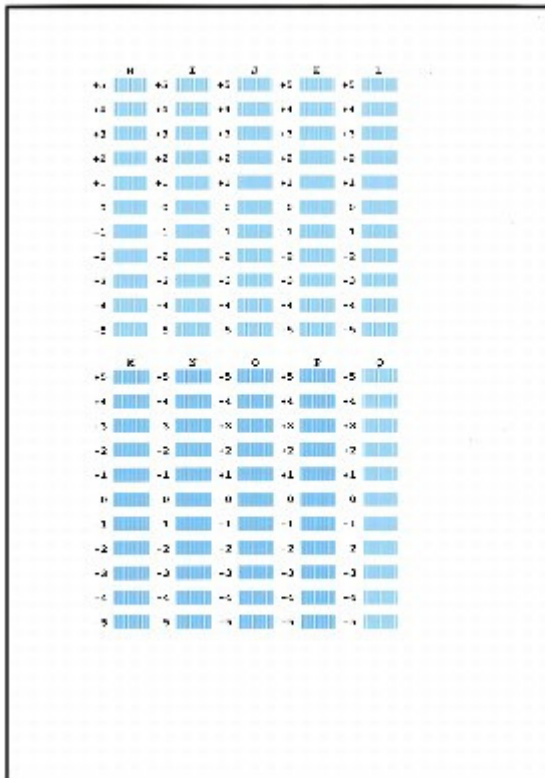 H I J K L
+5 +5 +5 +5 +5
+4 +4 +4 +4 +4
+3 +3 +3 +3 +3
+2 +2 +2 +2 +2
+1 +1 +1 +1 +1
0 0 0 0 0
-1 -1 1 1 1
-2 -2 -2 -2 -2
-3 -3 -3 -3 -3
-4 -4 -4 -4 -4
-5 5 5 -5 -5
M N O P Q
+5 -5 -5 -5 -5
+4 -4 +4 +4 -4
-3 3 +3 +3 +3
-2 -2 +2 +2 +2
-1 -1 +1 +1 +1
0 0 0 0 0
1 1 -1 -1 -1
-2 -2 -2 -2 2
-3 -3 -3 -3 -3
-4 -4 -4 -4 -4
5 5 -5 -5 -5